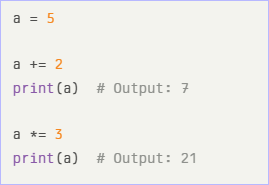 a = 5
a += 2
print(a)  # Output: 7
a *= 3
print(a)  # Output: 21